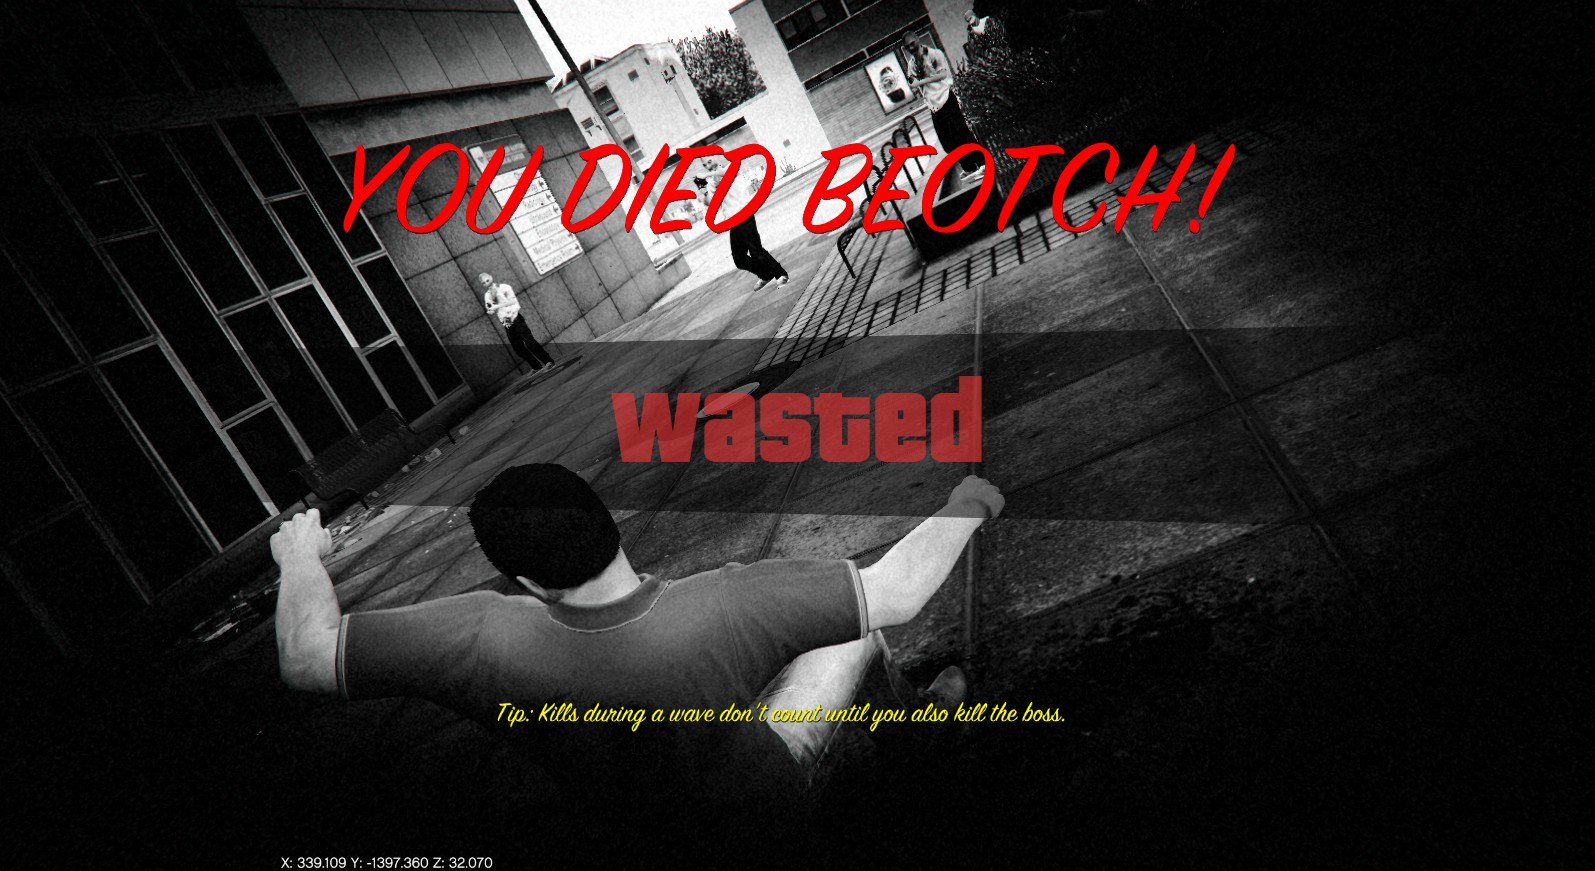 YOU DIED BEOTCH!
wasted
Tip: Kills during a wave don't count until you also kill the boss.
X: 339.109 Y: -1397.360 Z: 32.070